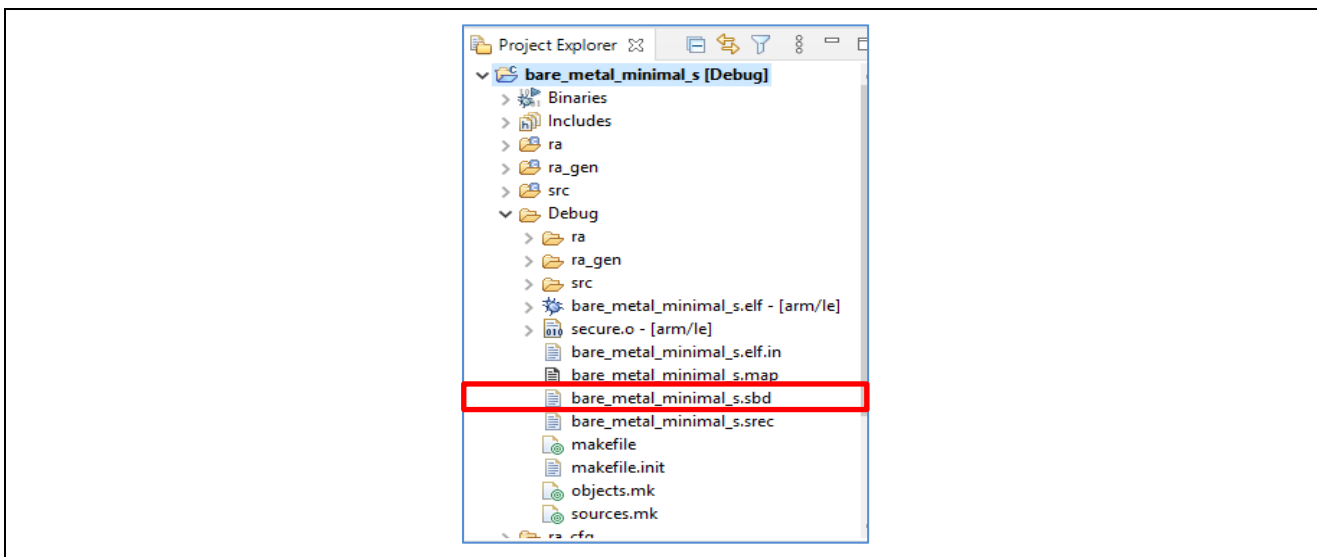 Project Explorer
bare_metal_minimal_s [Debug]
Binaries
Includes
ra
ra_gen
src
Debug
ra
ra_gen
src
bare_metal_minimal_s.elf - [arm/le]
secure.o - [arm/le]
bare_metal_minimal_s.elf.in
bare_metal_minimal_s.map
bare_metal_minimal_s.sbd
bare_metal_minimal_s.srec
makefile
makefile.init
objects.mk
sources.mk
ra_cfg